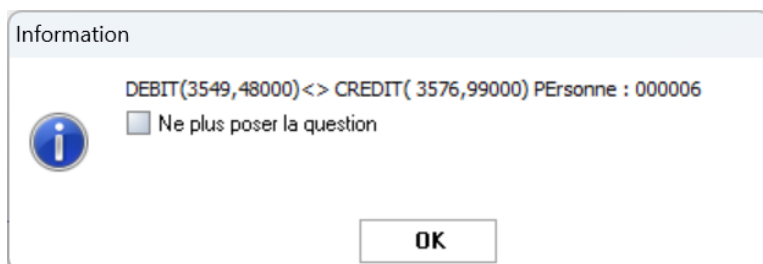 Information
DEBIT(3549,48000)<> CREDIT( 3576,99000) PErsonne : 000006
Ne plus poser la question
OK